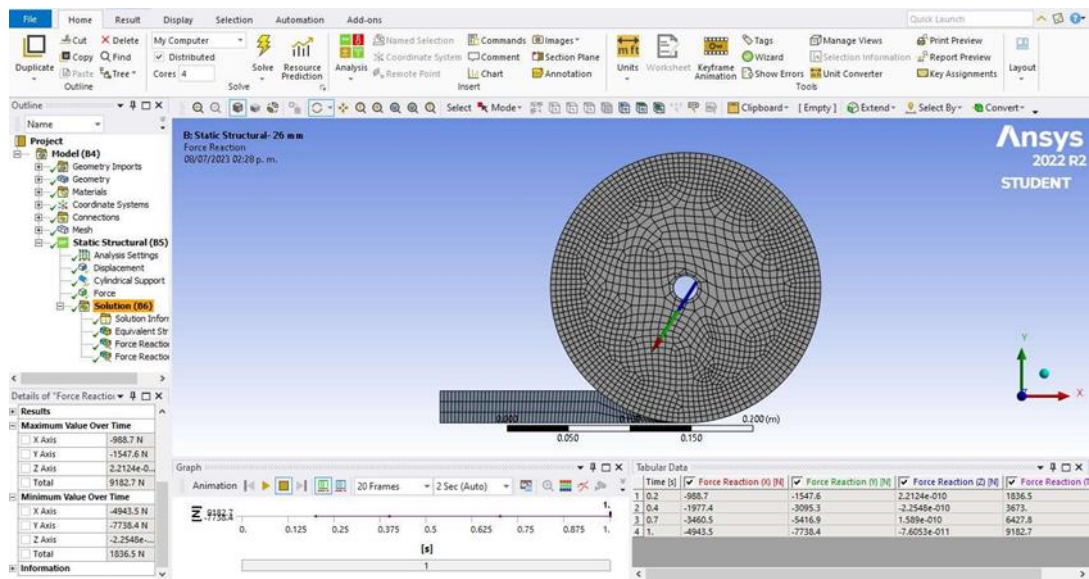 File Home Result Display Selection Automation Add-ons Quick Launch
Duplicate Cut Copy Paste Delete Find Tree Outline
My Computer Distributed Cores 4 Solve Resource Prediction Solve
Analysis Named Selection Coordinate System Remote Point Commands Comment Chart Images Section Plane Annotation Insert
Units Worksheet Keyframe Animation Tags Wizard Show Errors Manage Views Selection Information Unit Converter Print Preview Report Preview Key Assignments Tools Layout
Outline Select Mode Clipboard [Empty] Extend Select By Convert
Name
Project
Model (B4)
Geometry Imports
Geometry
Materials
Coordinate Systems
Connections
Mesh
Static Structural (B5)
Analysis Settings
Displacement
Cylindrical Support
Force
Solution (B6)
Solution Inforr
Equivalent Str
Force Reactio
Force Reactio
B: Static Structural- 26 mm
Force Reaction
08/07/2023 02:28 p. m.
Ansys
2022 R2
STUDENT
Y
X
0.000 0.200 (m)
0.050 0.150
Details of "Force Reactio
Results
Maximum Value Over Time
X Axis -988.7 N
Y Axis -1547.6 N
Z Axis 2.2124e-0...
Total 9182.7 N
Minimum Value Over Time
X Axis -4943.5 N
Y Axis -7738.4 N
Z Axis -2.2548e-...
Total 1836.5 N
Information
Graph
Animation 20 Frames 2 Sec (Auto)
9182.7
-7738.4
1.
0. 0.125 0.25 0.375 0.5 0.625 0.75 0.875 1.
[s]
1
Tabular Data
Time [s] Force Reaction (X) [N] Force Reaction (Y) [N] Force Reaction (Z) [N] Force Reaction (T
1 0.2 -988.7 -1547.6 2.2124e-010 1836.5
2 0.4 -1977.4 -3095.3 -2.2548e-010 3673.
3 0.7 -3460.5 -5416.9 1.589e-010 6427.8
4 1. -4943.5 -7738.4 -7.6053e-011 9182.7